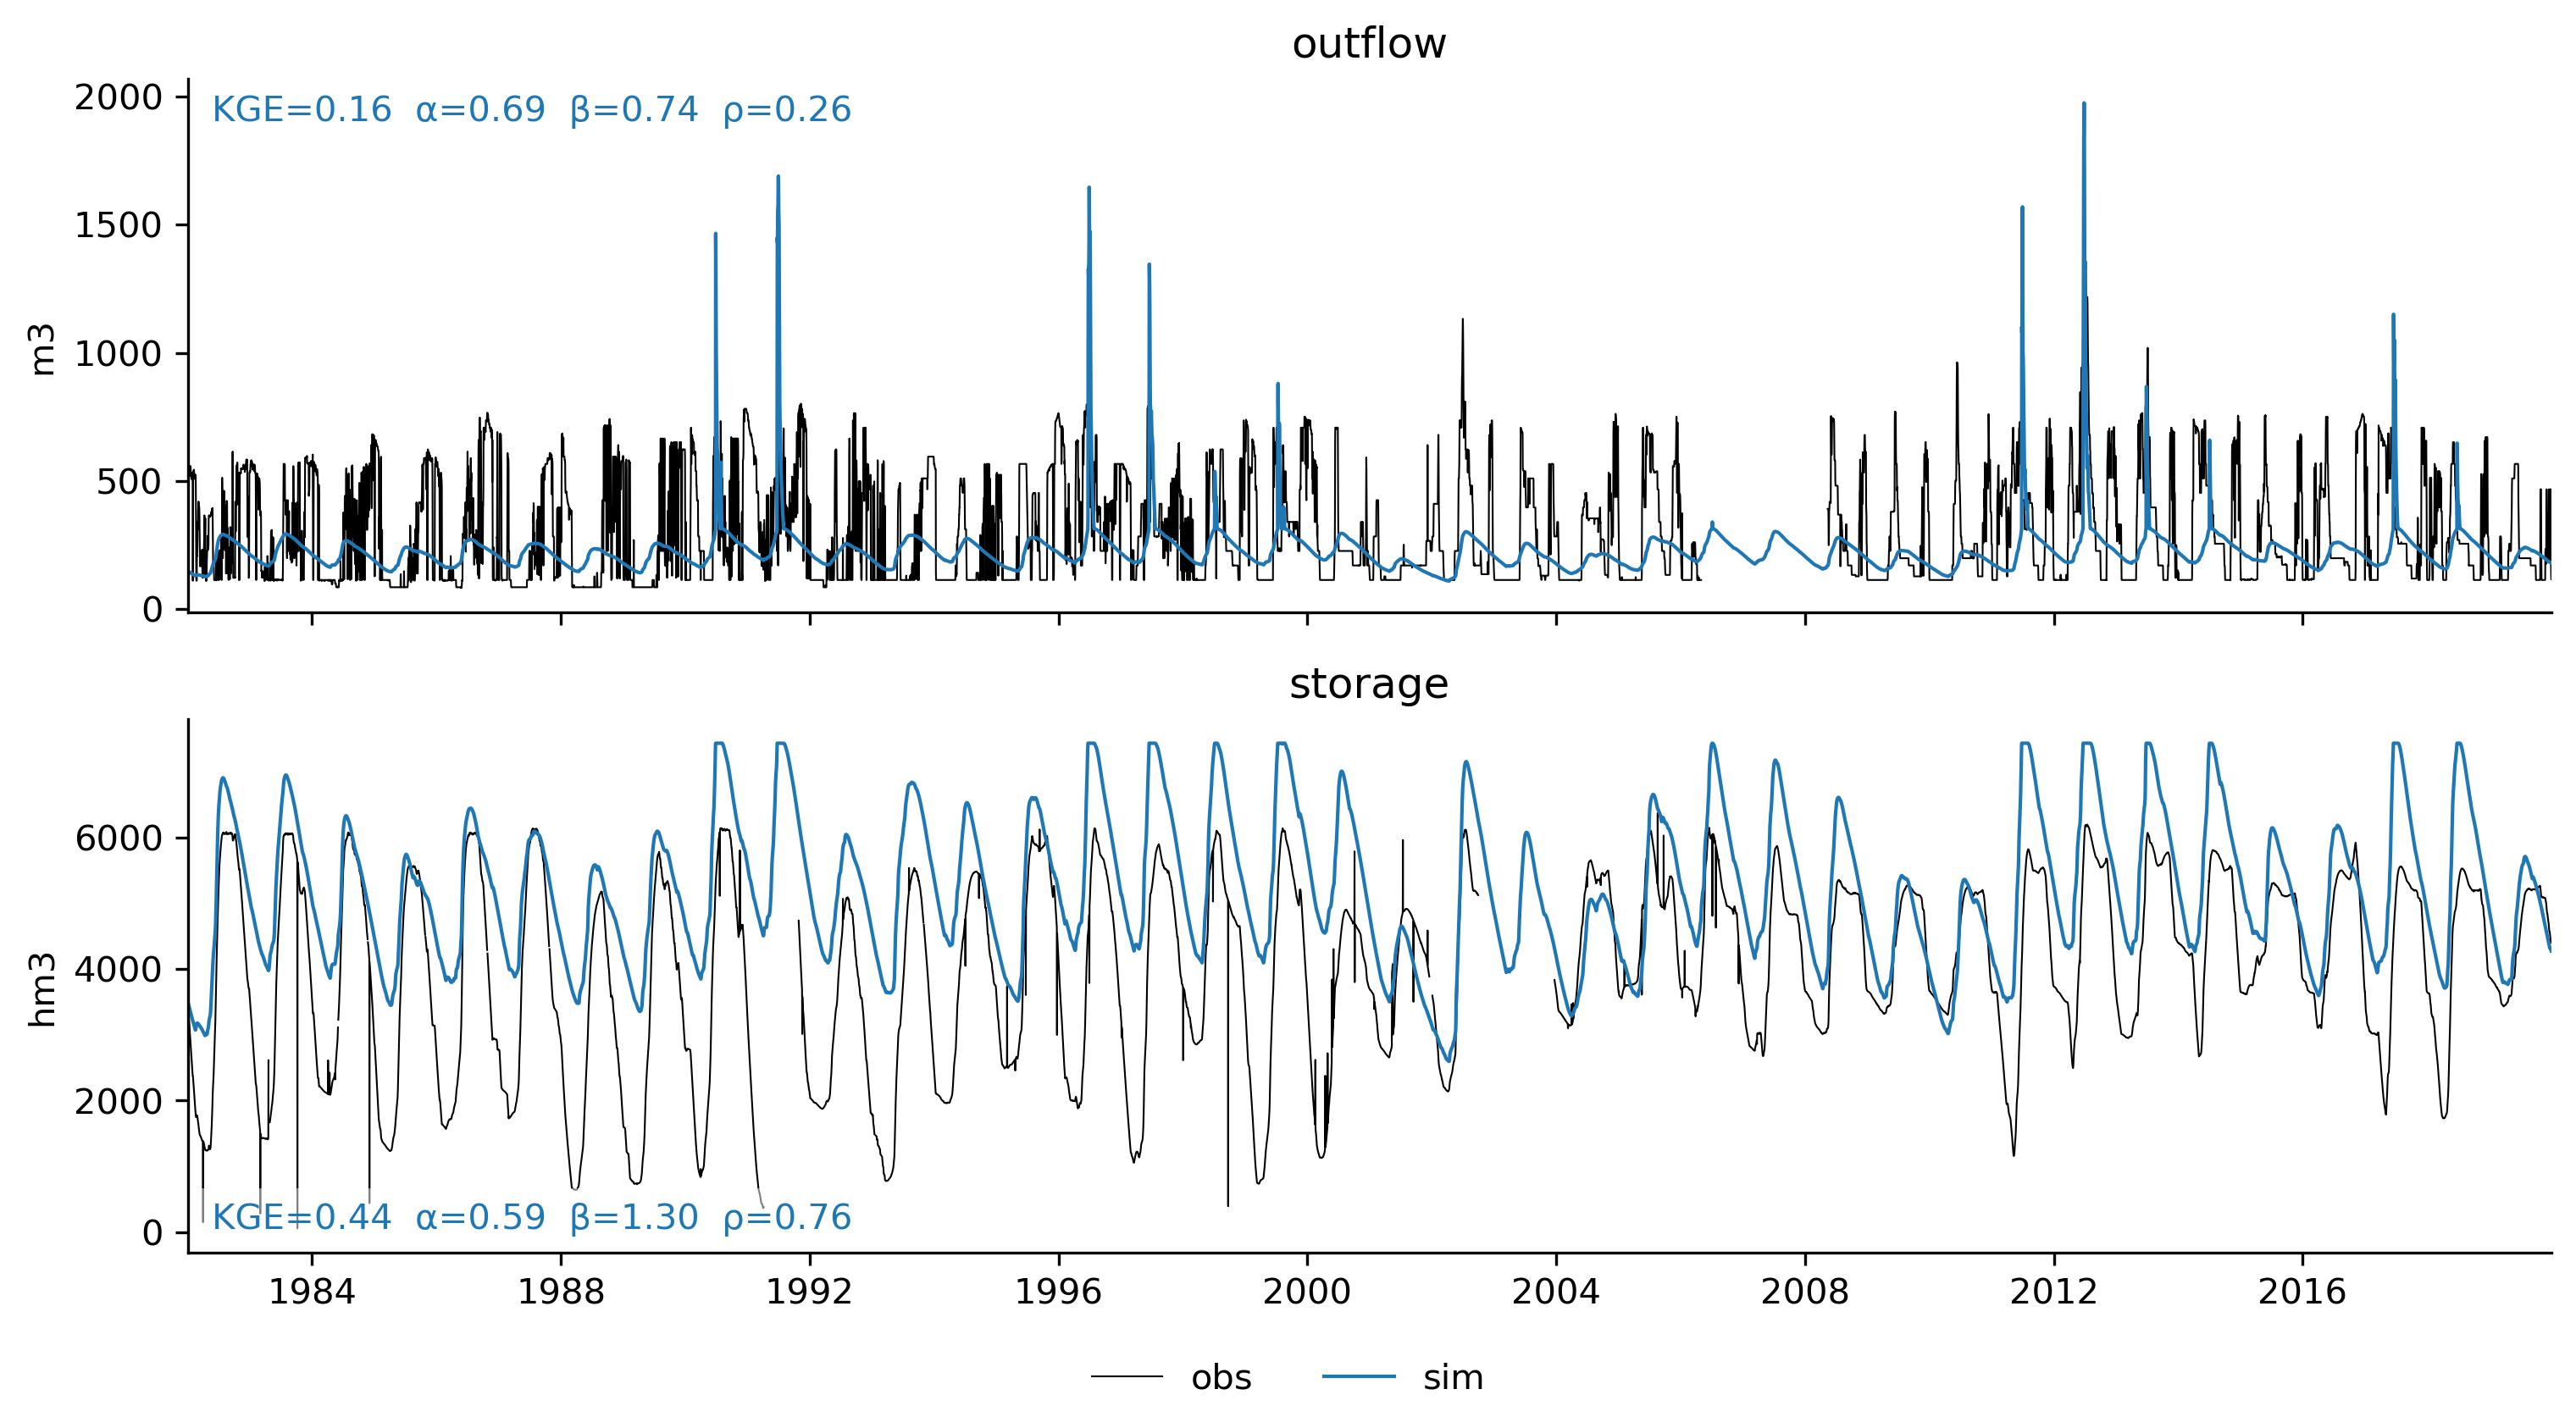 outflow
2000
KGE=0.16 α=0.69 β=0.74 ρ=0.26
1500
m3
1000
500
0
storage
6000
hm3
4000
2000
KGE=0.44 α=0.59 β=1.30 ρ=0.76
0
1984 1988 1992 1996 2000 2004 2008 2012 2016
obs sim